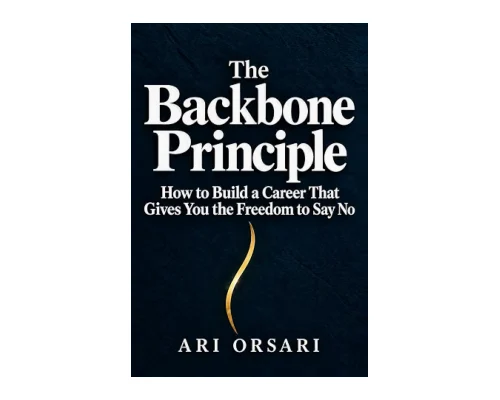 The
Backbone
Principle
How to Build a Career That
Gives You the Freedom to Say No
ARI ORSARI